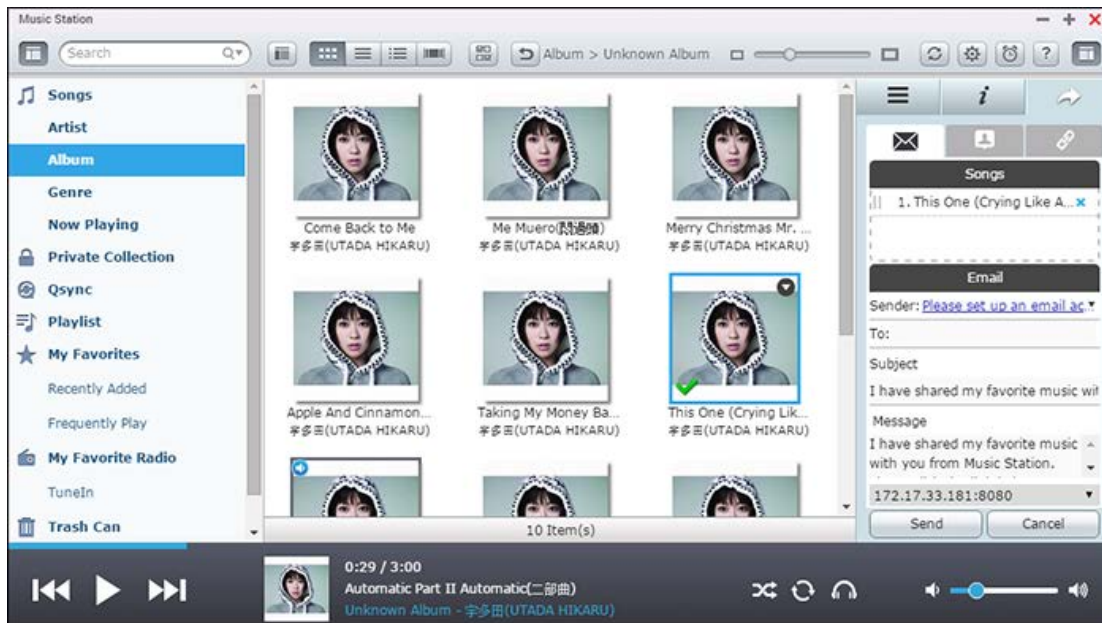 Music Station
Search
Album > Unknown Album
?
Songs
Artist
Album
Genre
Now Playing
Private Collection
Qsync
Playlist
My Favorites
Recently Added
Frequently Play
My Favorite Radio
TuneIn
Trash Can
Come Back to Me
宇多田(UTADA HIKARU)
Me Muero
宇多田(UTADA HIKARU)
Merry Christmas Mr. ...
宇多田(UTADA HIKARU)
Apple And Cinnamon...
宇多田(UTADA HIKARU)
Taking My Money Ba...
宇多田(UTADA HIKARU)
This One (Crying Lik...
宇多田(UTADA HIKARU)
10 Item(s)
i
Songs
1. This One (Crying Like A...
Email
Sender: Please set up an email ac...
To:
Subject
I have shared my favorite music wit
Message
I have shared my favorite music
with you from Music Station.
172.17.33.181:8080
Send
Cancel
0:29 / 3:00
Automatic Part II Automatic(二部曲)
Unknown Album - 宇多田(UTADA HIKARU)